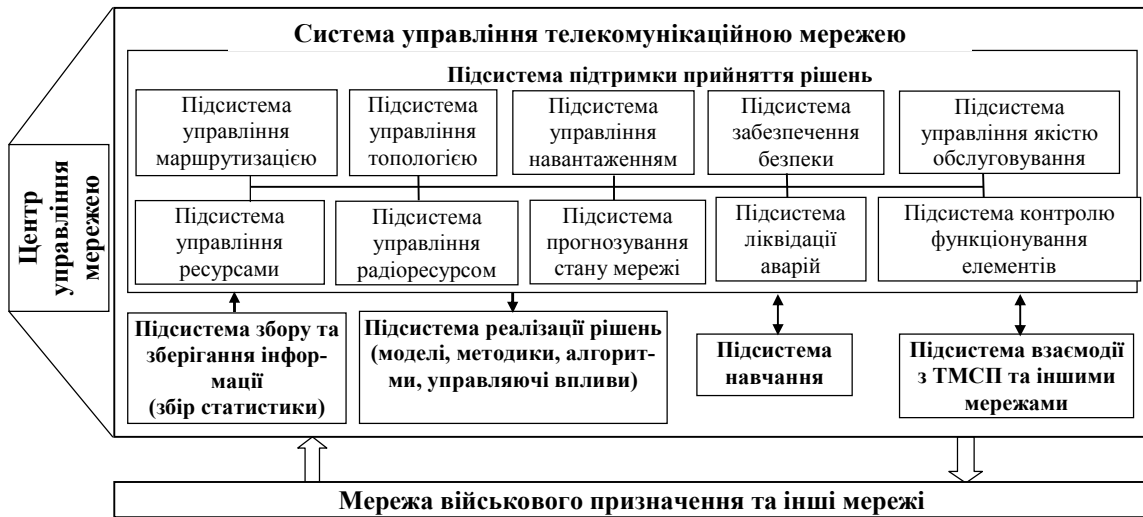 Система управління телекомунікаційною мережею
Підсистема підтримки прийняття рішень
Підсистема
управління
маршрутизацією
Підсистема
управління
топологією
Підсистема
управління
навантаженням
Підсистема
забезпечення
безпеки
Підсистема
управління якістю
обслуговування
Підсистема
управління
ресурсами
Підсистема
управління
радіоресурсом
Підсистема
прогнозування
стану мережі
Підсистема
ліквідації
аварій
Підсистема контролю
функціонування
елементів
Центр
управління
мережею
Підсистема збору та
зберігання інфор-
мації
(збір статистики)
Підсистема реалізації рішень
(моделі, методики, алгорит-
ми, управляючі впливи)
Підсистема
навчання
Підсистема взаємодії
з ТМСП та іншими
мережами
Мережа військового призначення та інші мережі